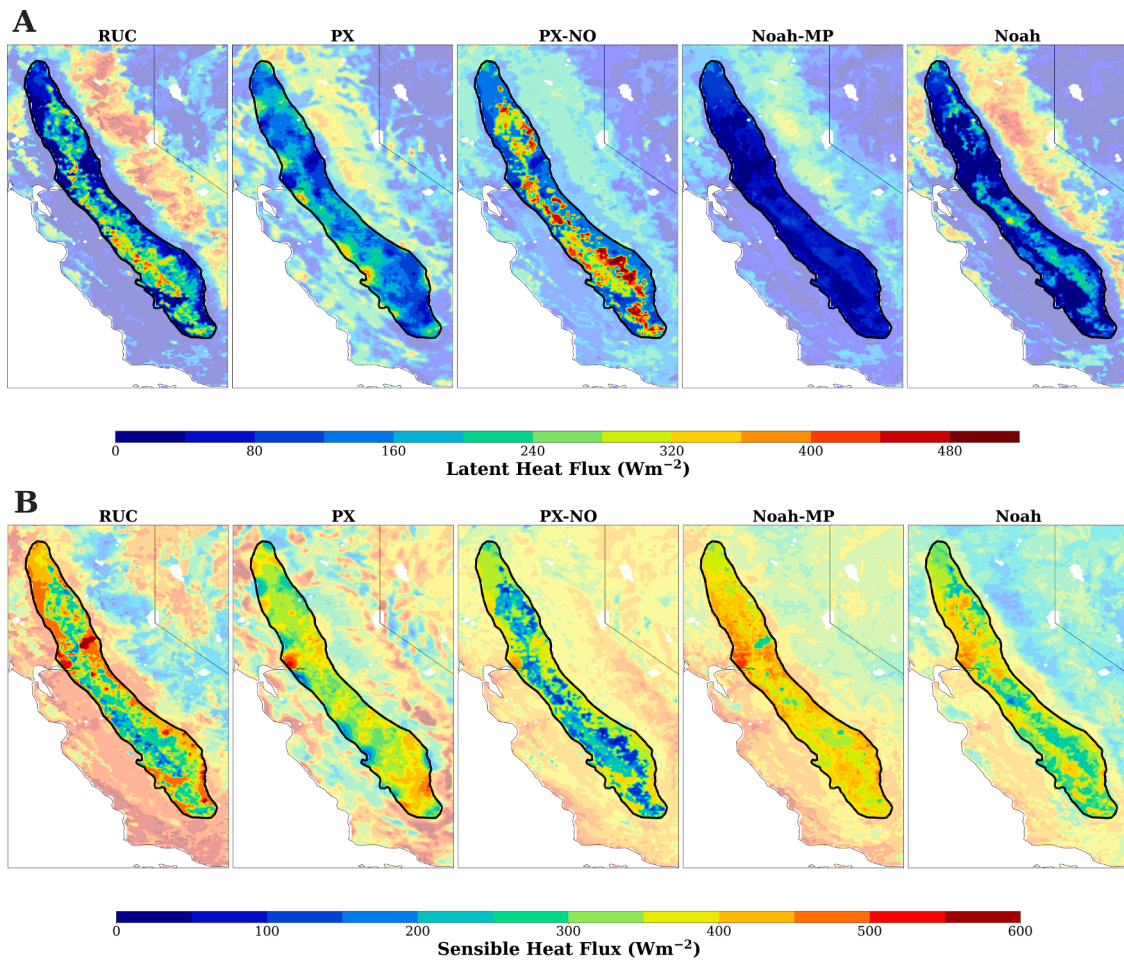 A
RUC PX PX-NO Noah-MP Noah
0 80 160 240 320 400 480
Latent Heat Flux (Wm⁻²)
B
RUC PX PX-NO Noah-MP Noah
0 100 200 300 400 500 600
Sensible Heat Flux (Wm⁻²)